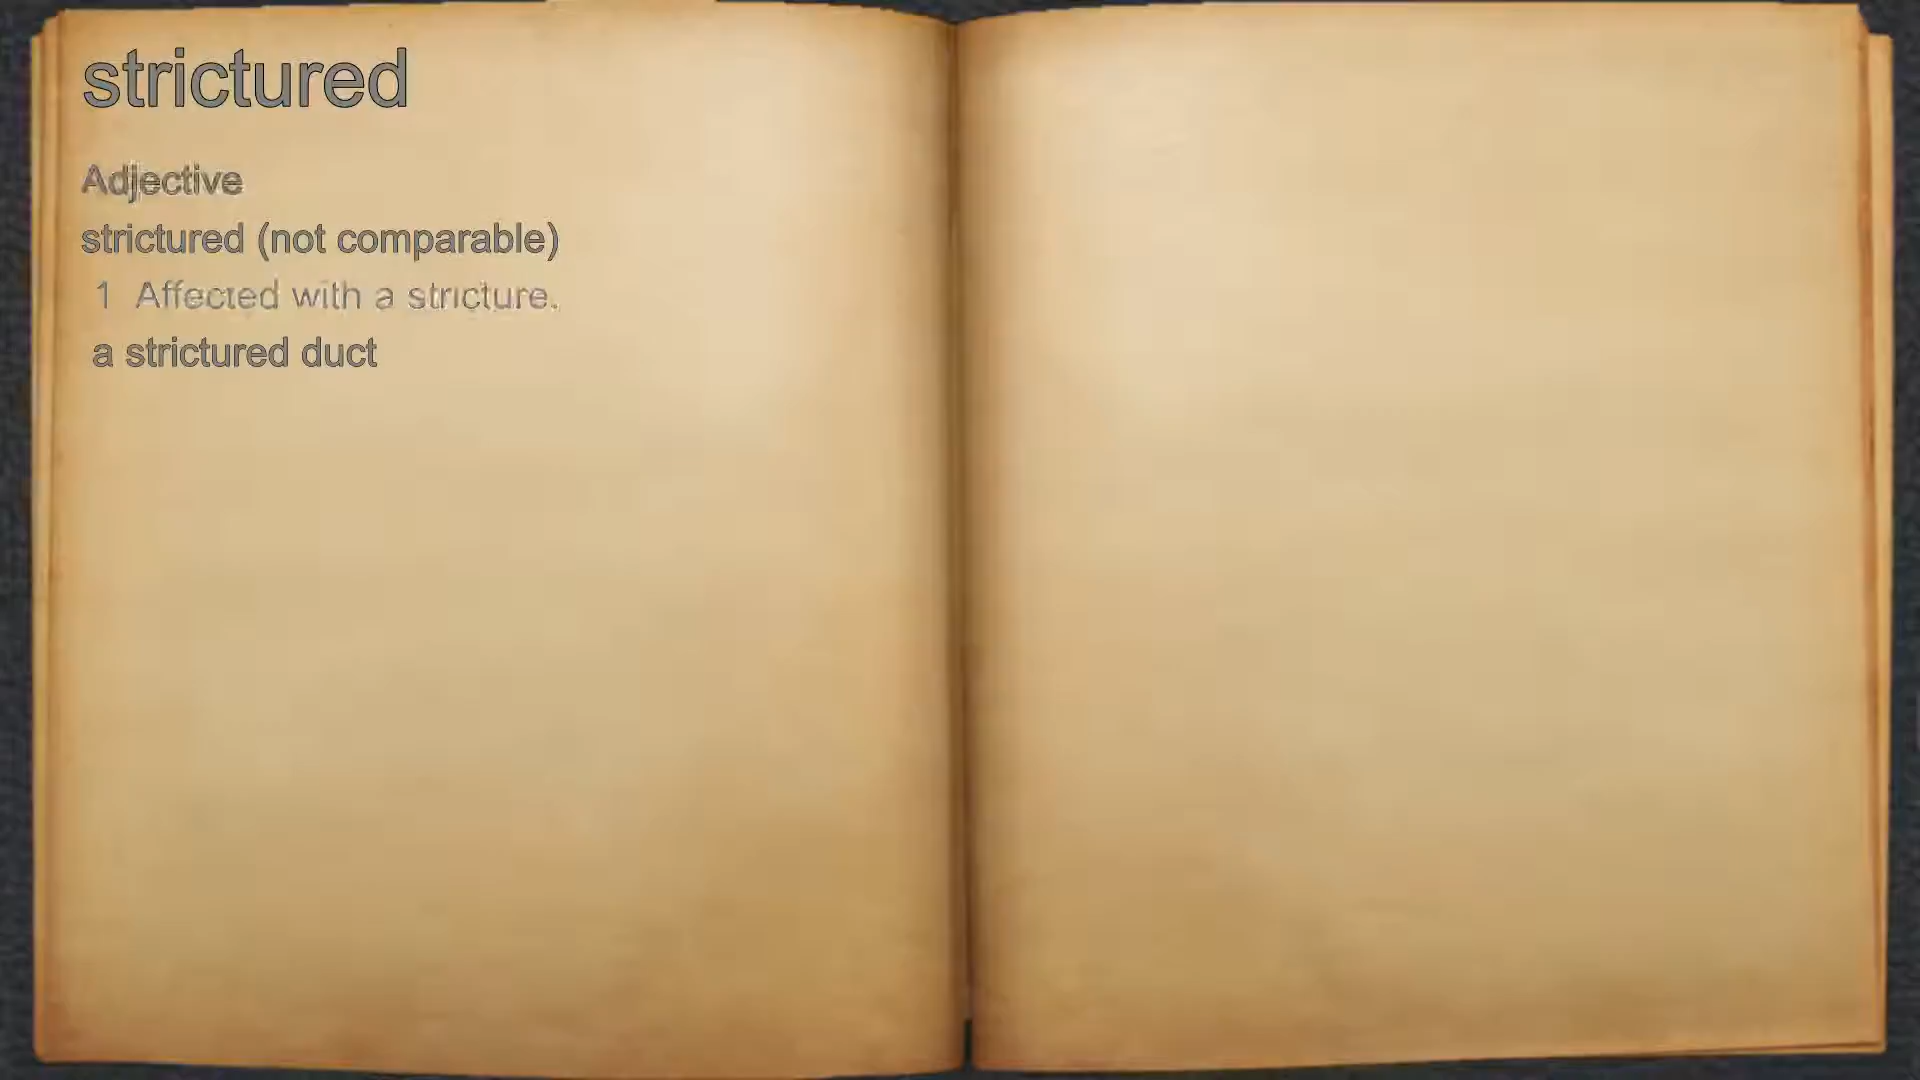 strictured
Adjective
strictured (not comparable)
1 Affected with a stricture.
a strictured duct